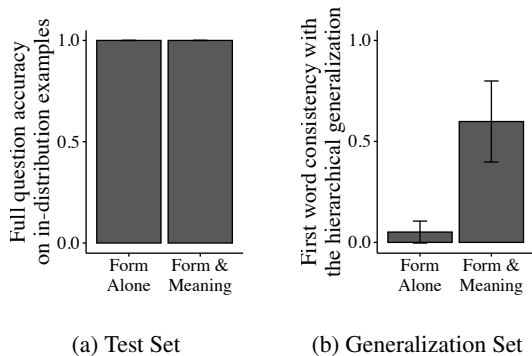 Full question accuracy
on in-distribution examples
1.0
0.5
0.0
Form
Alone
Form &
Meaning
(a) Test Set
First word consistency with
the hierarchical generalization
1.0
0.5
0.0
Form
Alone
Form &
Meaning
(b) Generalization Set